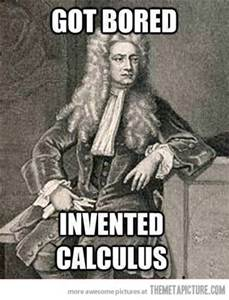 GOT BORED
INVENTED
CALCULUS
more awesome pictures at THEMETAPICTURE.COM